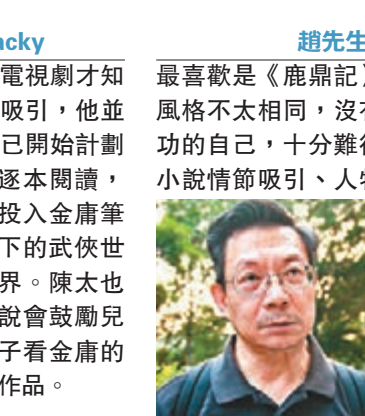 acky
電視劇才知
吸引，他並
已開始計劃
逐本閱讀，
投入金庸筆
下的武俠世
界。陳太也
說會鼓勵兒
子看金庸的
作品。
趙先生
最喜歡是《鹿鼎記》
風格不太相同，沒有
功的自己，十分難得
小說情節吸引、人物